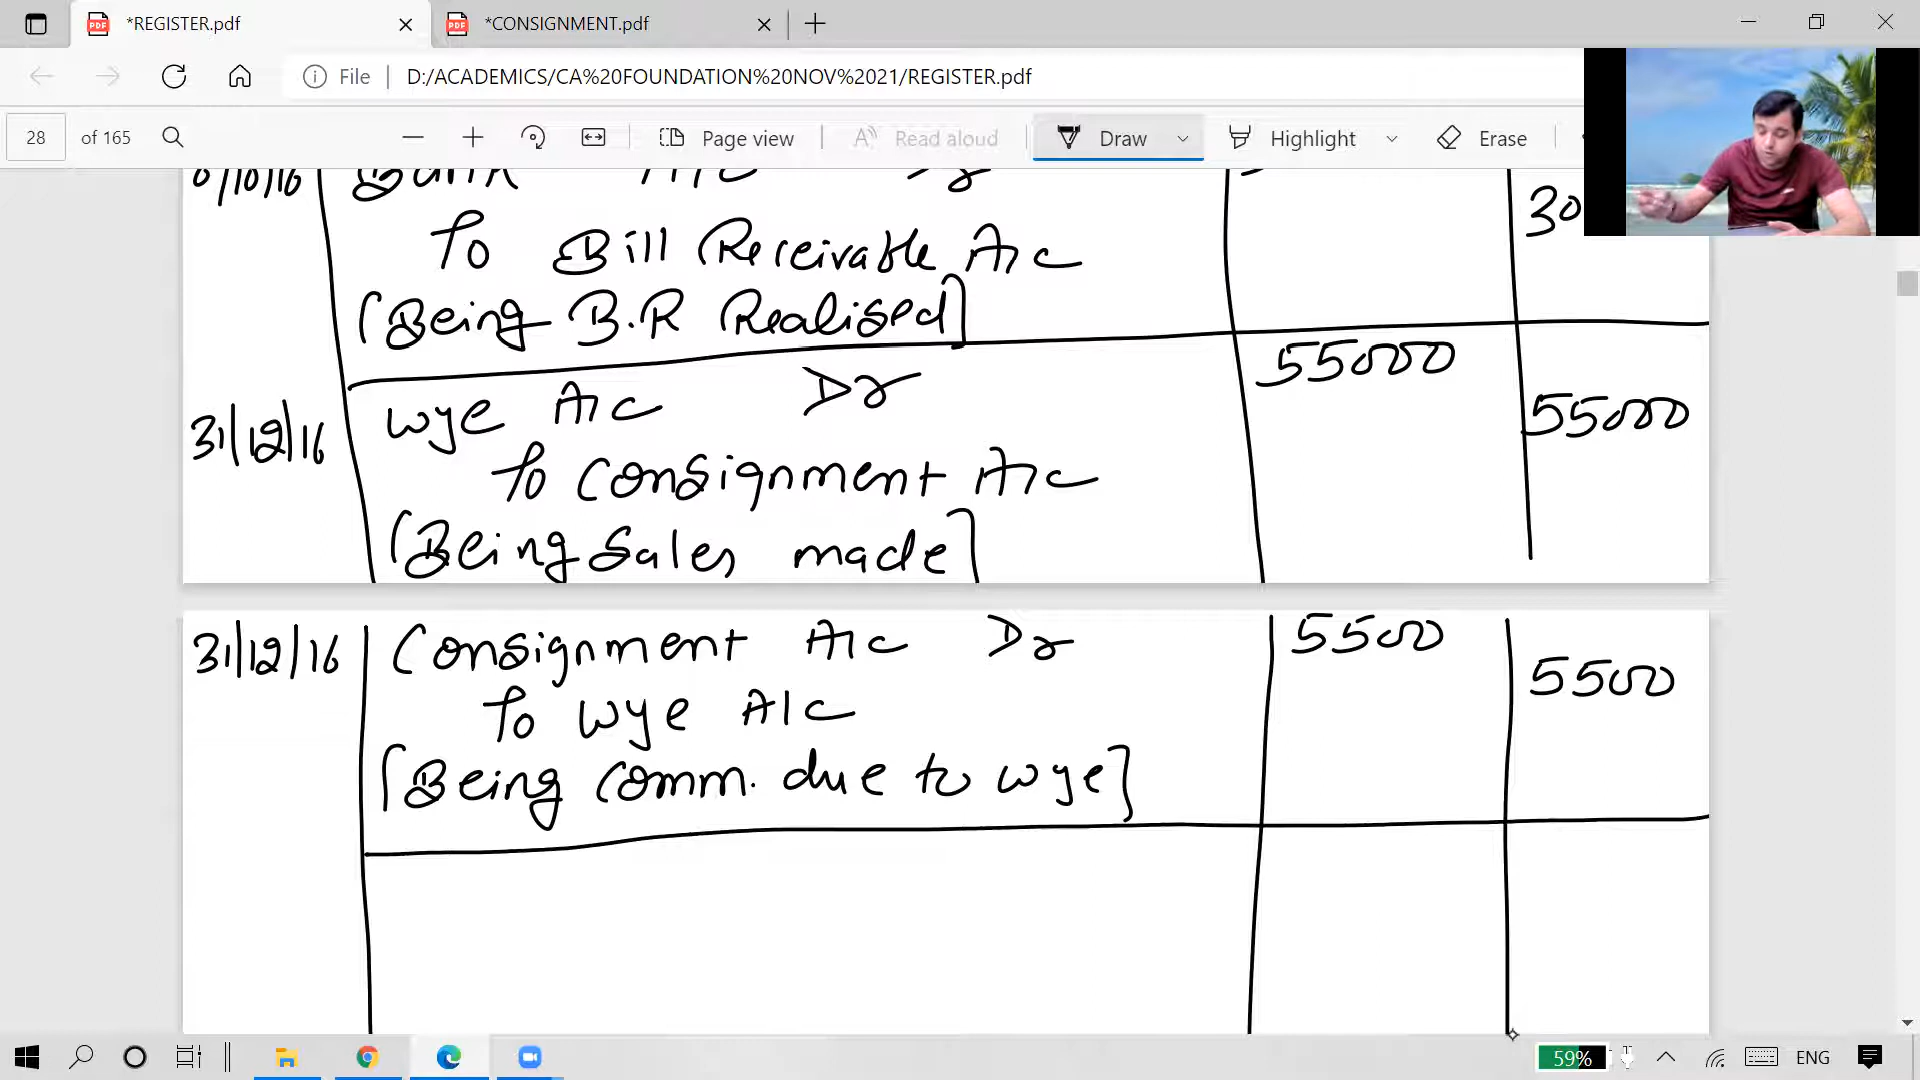 *REGISTER.pdf
*CONSIGNMENT.pdf
File
D:/ACADEMICS/CA%20FOUNDATION%20NOV%2021/REGISTER.pdf
28 of 165
Page view
Read aloud
Draw
Highlight
Erase
Bank A/c Dr
To Bill Receivable A/c
[Being B.R Realised]
31/12/16 Wye A/c Dr 55000
To Consignment A/c 55000
[Being Sales made]
31/12/16 Consignment A/c Dr 5500
To Wye A/c 5500
[Being Comm. due to wye]
59%
ENG